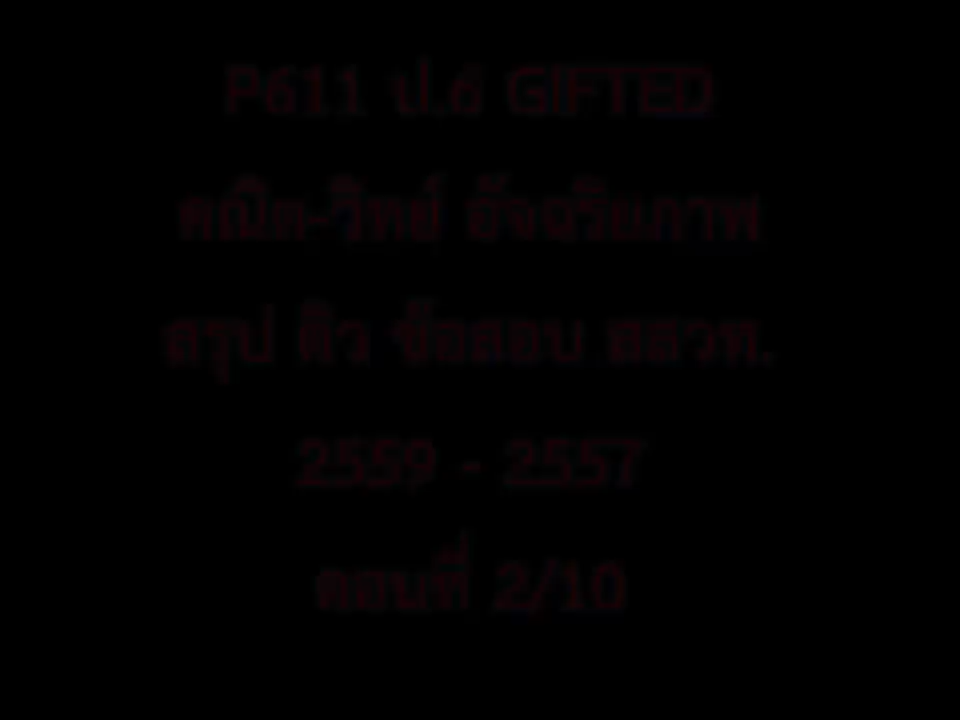 P611 ป.6 GIFTED
คณิต-วิทย์ อัจฉริยภาพ
สรุป ติว ข้อสอบ สสวท.
2559 - 2557
ตอนที่ 2/10